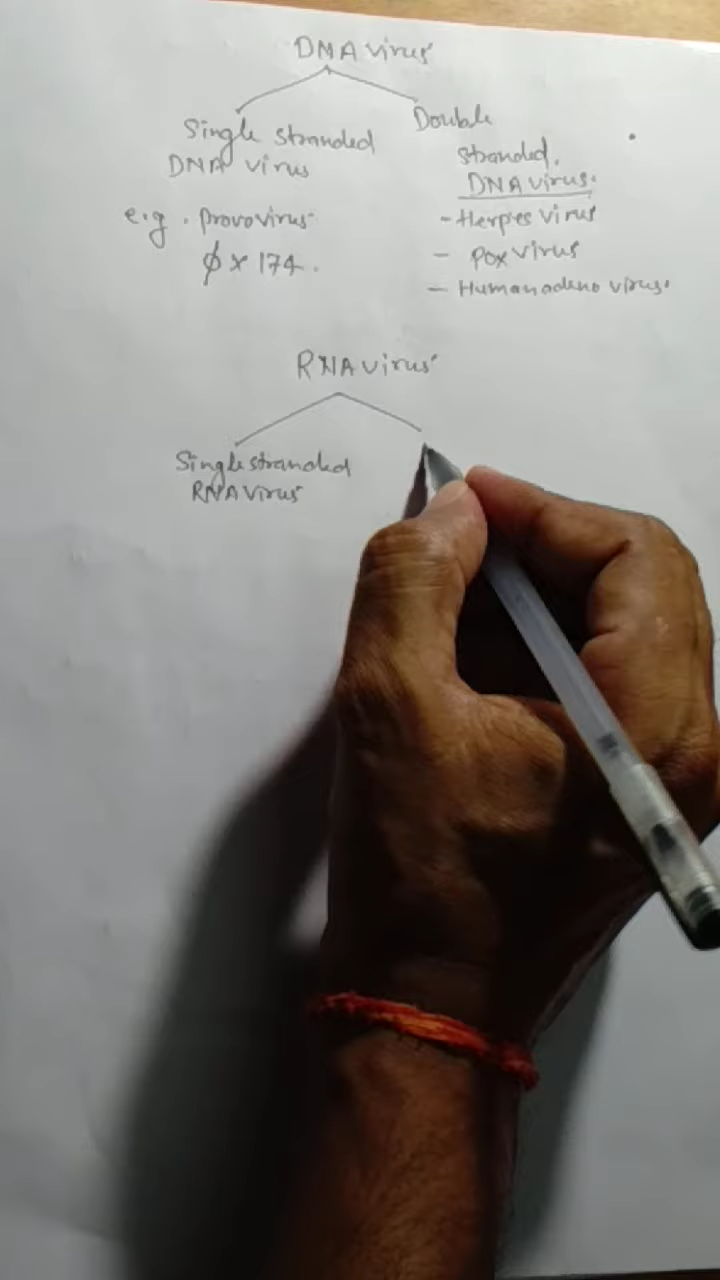 DNA virus
Single stranded
DNA virus
e.g. provovirus
φ x 174.
Double
stranded.
DNA virus.
- Herpes virus
- pox virus
- Human adeno virus.
RNA virus
Single stranded
RNA virus